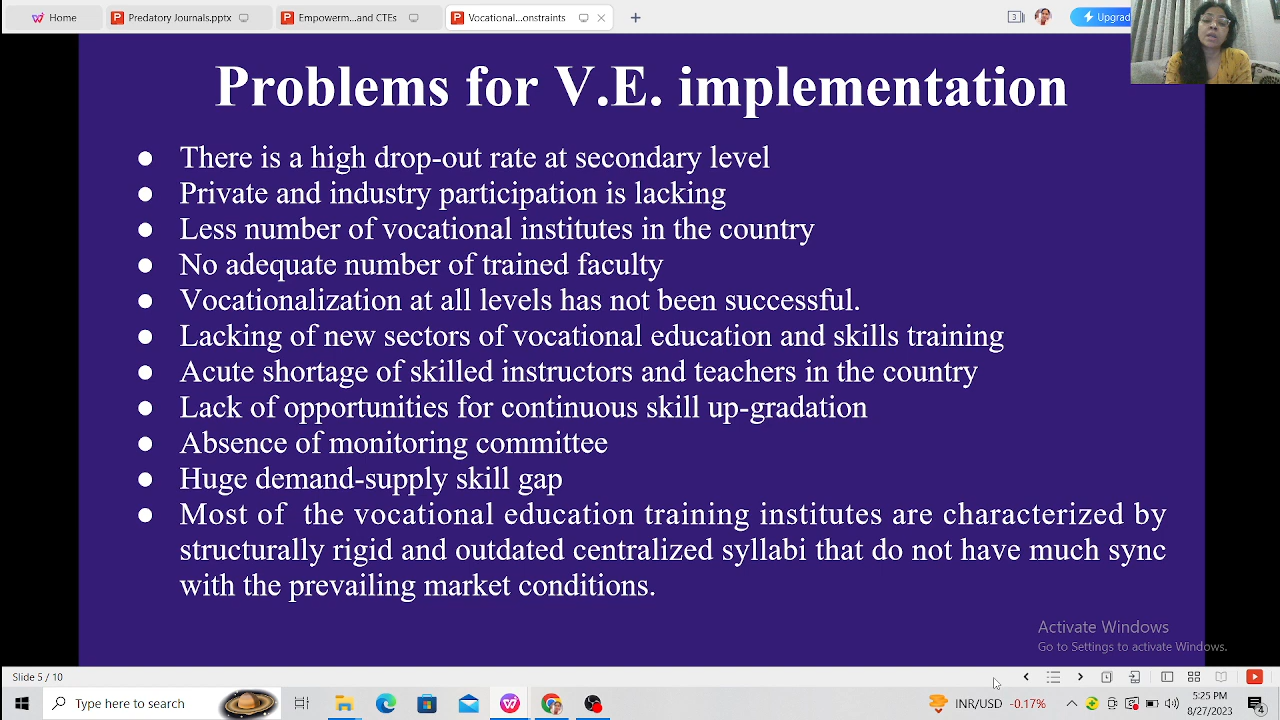 Home
Predatory Journals.pptx
Empowerm...and CTEs
Vocational...onstraints
3
Upgrad
Problems for V.E. implementation
● There is a high drop-out rate at secondary level
● Private and industry participation is lacking
● Less number of vocational institutes in the country
● No adequate number of trained faculty
● Vocationalization at all levels has not been successful.
● Lacking of new sectors of vocational education and skills training
● Acute shortage of skilled instructors and teachers in the country
● Lack of opportunities for continuous skill up-gradation
● Absence of monitoring committee
● Huge demand-supply skill gap
● Most of the vocational education training institutes are characterized by
structurally rigid and outdated centralized syllabi that do not have much sync
with the prevailing market conditions.
Activate Windows
Go to Settings to activate Windows.
Slide 5 / 10
Type here to search
INR/USD -0.17%
5:25 PM
8/27/2023
4